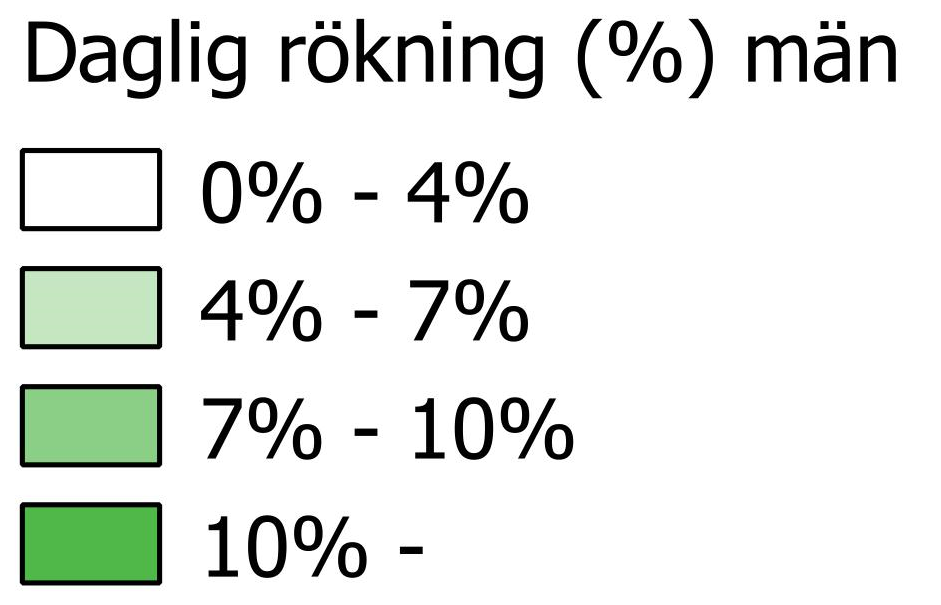 Daglig rökning (%) män
0% - 4%
4% - 7%
7% - 10%
10% -